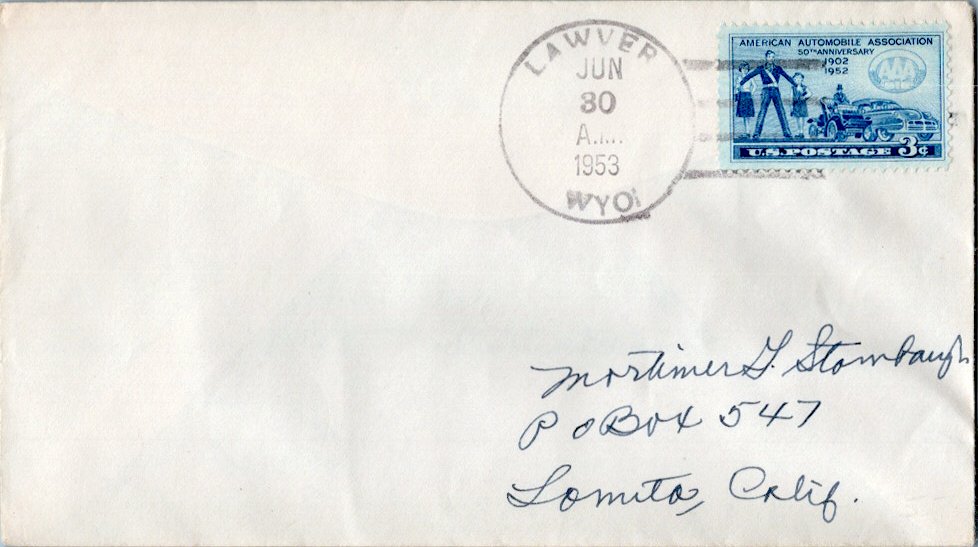 LAWVER
JUN
30
A.M.
1953
WYO.
AMERICAN AUTOMOBILE ASSOCIATION
50TH ANNIVERSARY
1902
1952
AAA
U.S. POSTAGE 3¢
Mortimer G. Stombaugh
P O Box 547
Lomita, Calif.